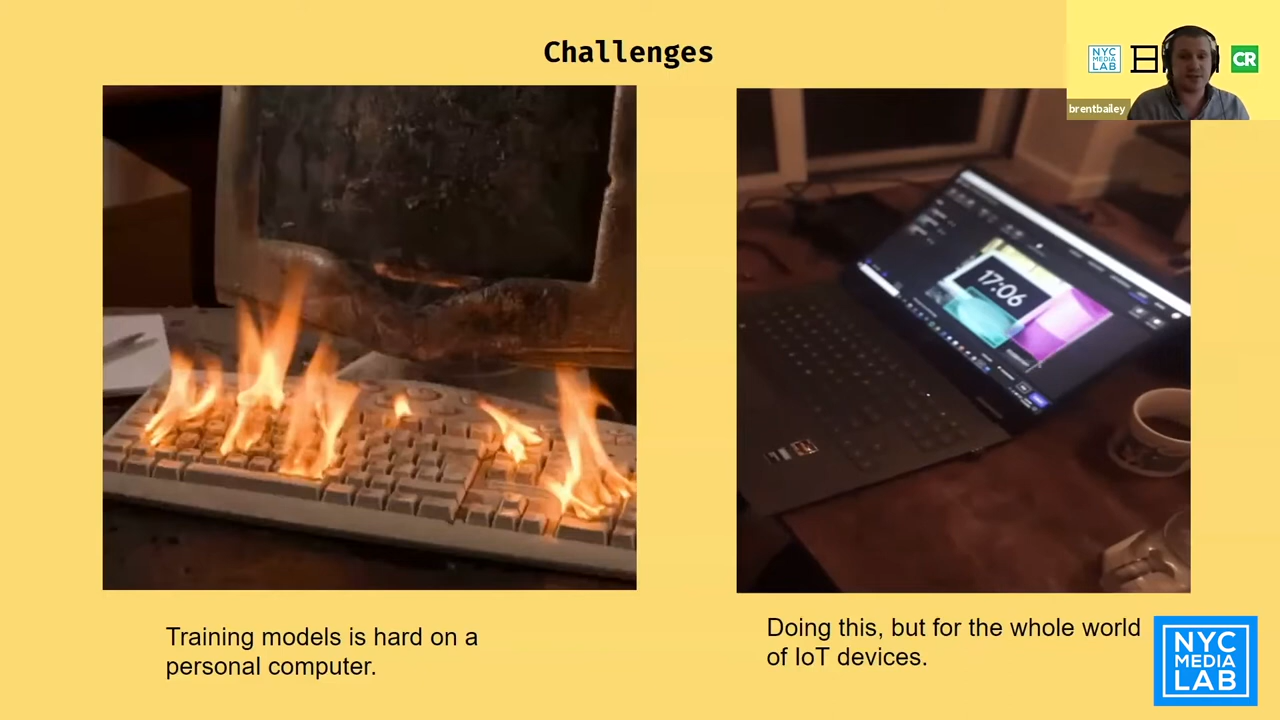 Challenges
NYC
MEDIA
LAB
CR
brentbailey
17:06
Training models is hard on a
personal computer.
Doing this, but for the whole world
of IoT devices.
NYC
MEDIA
LAB